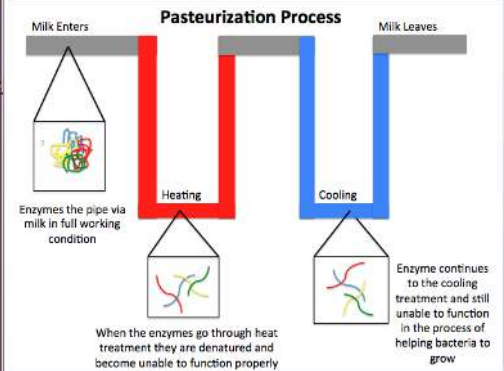 Pasteurization Process
Milk Enters
Milk Leaves
Heating
Cooling
Enzymes the pipe via
milk in full working
condition
When the enzymes go through heat
treatment they are denatured and
become unable to function properly
Enzyme continues
to the cooling
treatment and still
unable to function
in the process of
helping bacteria to
grow